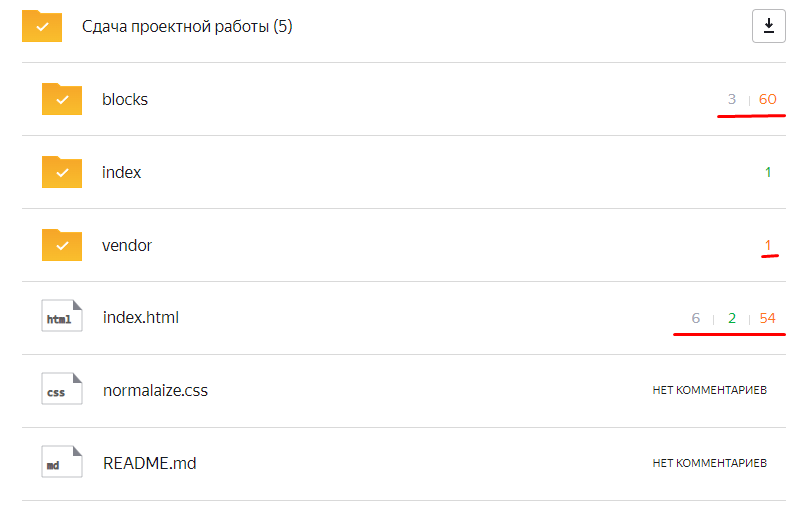 Сдача проектной работы (5)
blocks 3 | 60
index 1
vendor 1
html index.html 6 | 2 | 54
css normalaize.css НЕТ КОММЕНТАРИЕВ
md README.md НЕТ КОММЕНТАРИЕВ